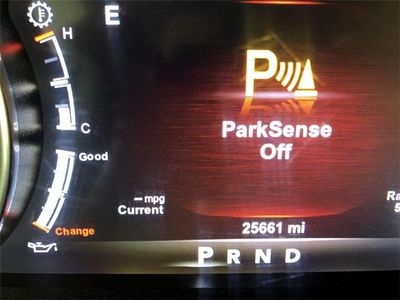 H
E
P
C
ParkSense
Off
Good
– mpg
Current
Change
25661 mi
P R N D